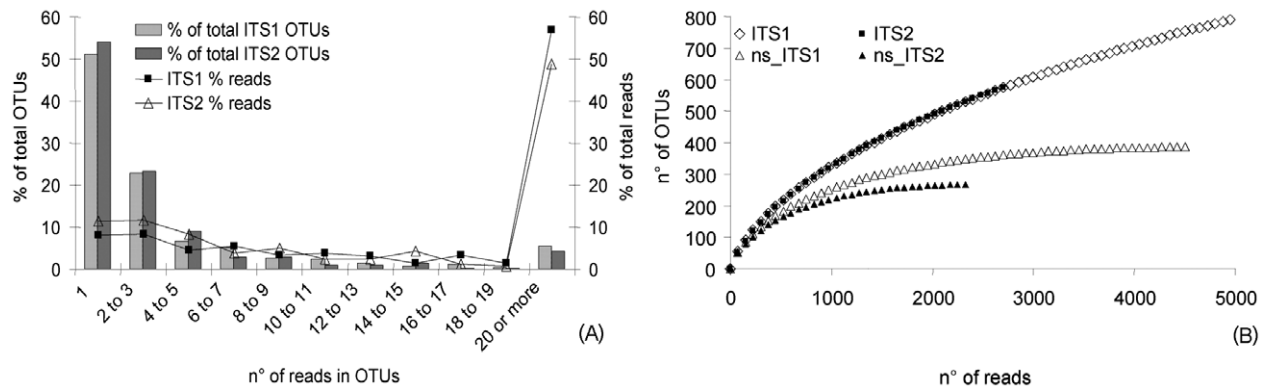 % of total ITS1 OTUs
% of total ITS2 OTUs
ITS1 % reads
ITS2 % reads
% of total OTUs
60
50
40
30
20
10
0
% of total reads
60
50
40
30
20
10
0
1
2 to 3
4 to 5
6 to 7
8 to 9
10 to 11
12 to 13
14 to 15
16 to 17
18 to 19
20 or more
n° of reads in OTUs
(A)
ITS1
ITS2
ns_ITS1
ns_ITS2
n° of OTUs
800
700
600
500
400
300
200
100
0
0
1000
2000
3000
4000
5000
n° of reads
(B)